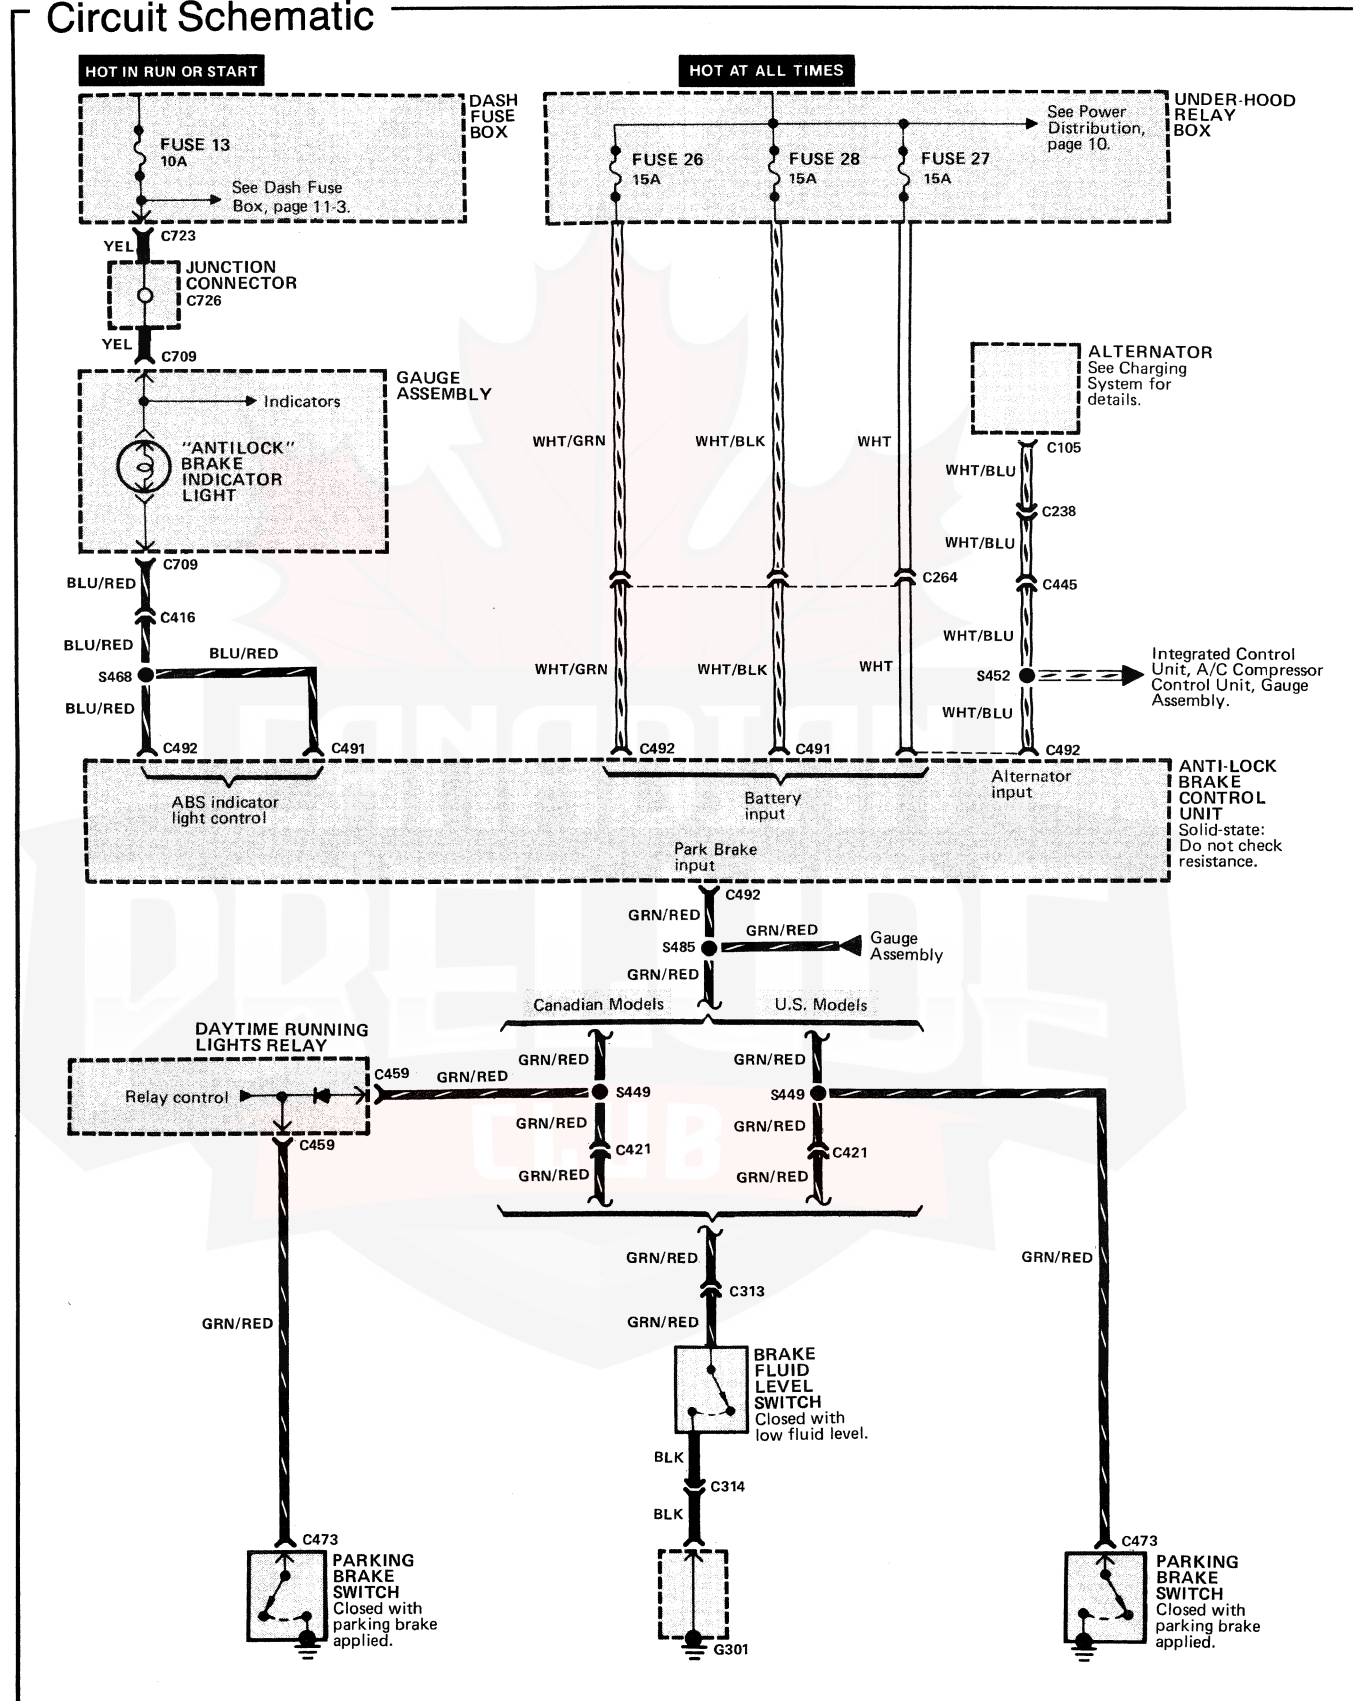 Circuit Schematic
HOT IN RUN OR START
HOT AT ALL TIMES
DASH
FUSE
BOX
FUSE 13
10A
See Dash Fuse
Box, page 11-3.
UNDER-HOOD
RELAY
BOX
See Power
Distribution,
page 10.
FUSE 26
15A
FUSE 28
15A
FUSE 27
15A
C723
YEL
JUNCTION
CONNECTOR
C726
YEL
C709
GAUGE
ASSEMBLY
Indicators
"ANTILOCK"
BRAKE
INDICATOR
LIGHT
ALTERNATOR
See Charging
System for
details.
WHT/GRN
WHT/BLK
WHT
C105
WHT/BLU
C238
WHT/BLU
C709
BLU/RED
C264
C445
C416
BLU/RED
BLU/RED
S468
BLU/RED
WHT/GRN
WHT/BLK
WHT
WHT/BLU
S452
WHT/BLU
Integrated Control
Unit, A/C Compressor
Control Unit, Gauge
Assembly.
C492
C491
C492
C491
C492
ABS indicator
light control
Battery
input
Alternator
input
Park Brake
input
ANTI-LOCK
BRAKE
CONTROL
UNIT
Solid-state:
Do not check
resistance.
CANADIAN
PRELUDE
CLUB
C492
GRN/RED
S485
GRN/RED
Gauge
Assembly
GRN/RED
Canadian Models
U.S. Models
DAYTIME RUNNING
LIGHTS RELAY
Relay control
C459
GRN/RED
GRN/RED
S449
GRN/RED
C421
GRN/RED
GRN/RED
S449
GRN/RED
C421
GRN/RED
C459
GRN/RED
GRN/RED
C313
GRN/RED
GRN/RED
BRAKE
FLUID
LEVEL
SWITCH
Closed with
low fluid level.
BLK
C314
BLK
C473
PARKING
BRAKE
SWITCH
Closed with
parking brake
applied.
G301
C473
PARKING
BRAKE
SWITCH
Closed with
parking brake
applied.